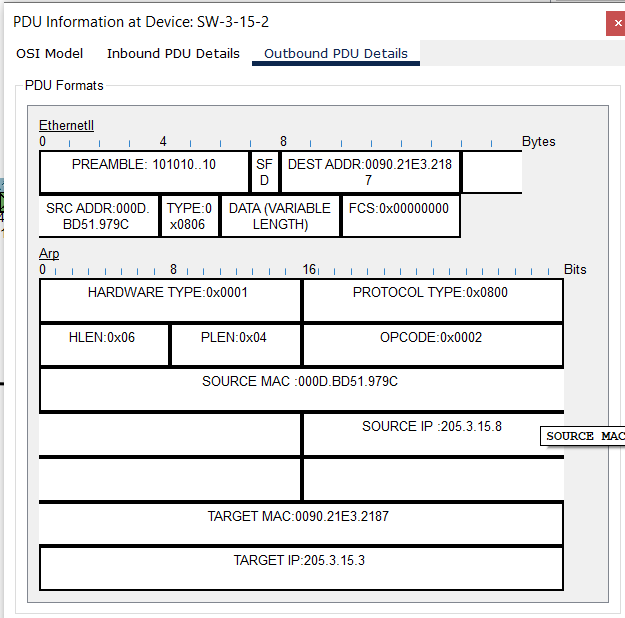 PDU Information at Device: SW-3-15-2
×
OSI Model Inbound PDU Details Outbound PDU Details
PDU Formats
EthernetII
0 4 8 Bytes
PREAMBLE: 101010..10
SF
D
DEST ADDR:0090.21E3.218
7
SRC ADDR:000D.
BD51.979C
TYPE:0
x0806
DATA (VARIABLE
LENGTH)
FCS:0x00000000
Arp
0 8 16 Bits
HARDWARE TYPE:0x0001 PROTOCOL TYPE:0x0800
HLEN:0x06 PLEN:0x04 OPCODE:0x0002
SOURCE MAC :000D.BD51.979C
SOURCE IP :205.3.15.8
SOURCE MAC
TARGET MAC:0090.21E3.2187
TARGET IP:205.3.15.3